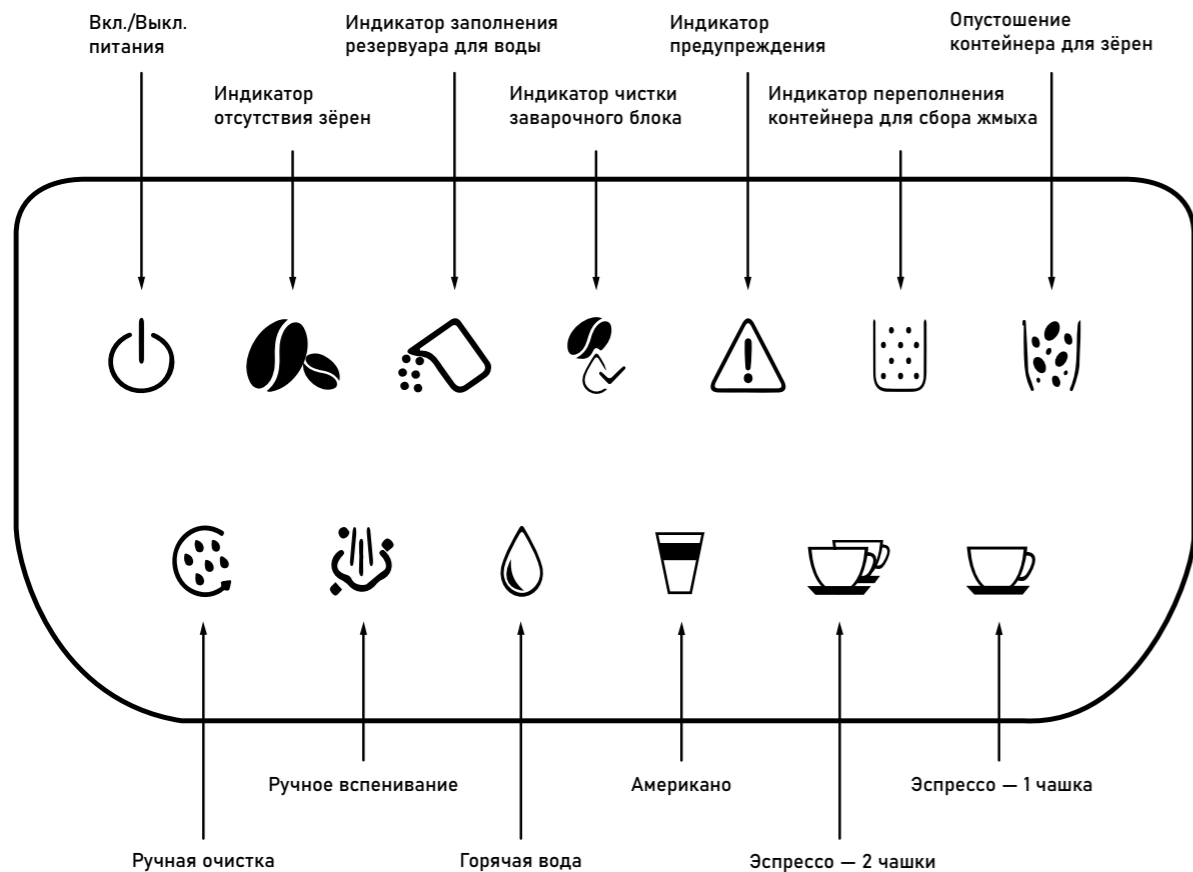 Вкл./Выкл.
питания
Индикатор заполнения
резервуара для воды
Индикатор
предупреждения
Опустошение
контейнера для зёрен
Индикатор
отсутствия зёрен
Индикатор чистки
заварочного блока
Индикатор переполнения
контейнера для сбора жмыха
Ручное вспенивание
Американо
Эспрессо — 1 чашка
Ручная очистка
Горячая вода
Эспрессо — 2 чашки